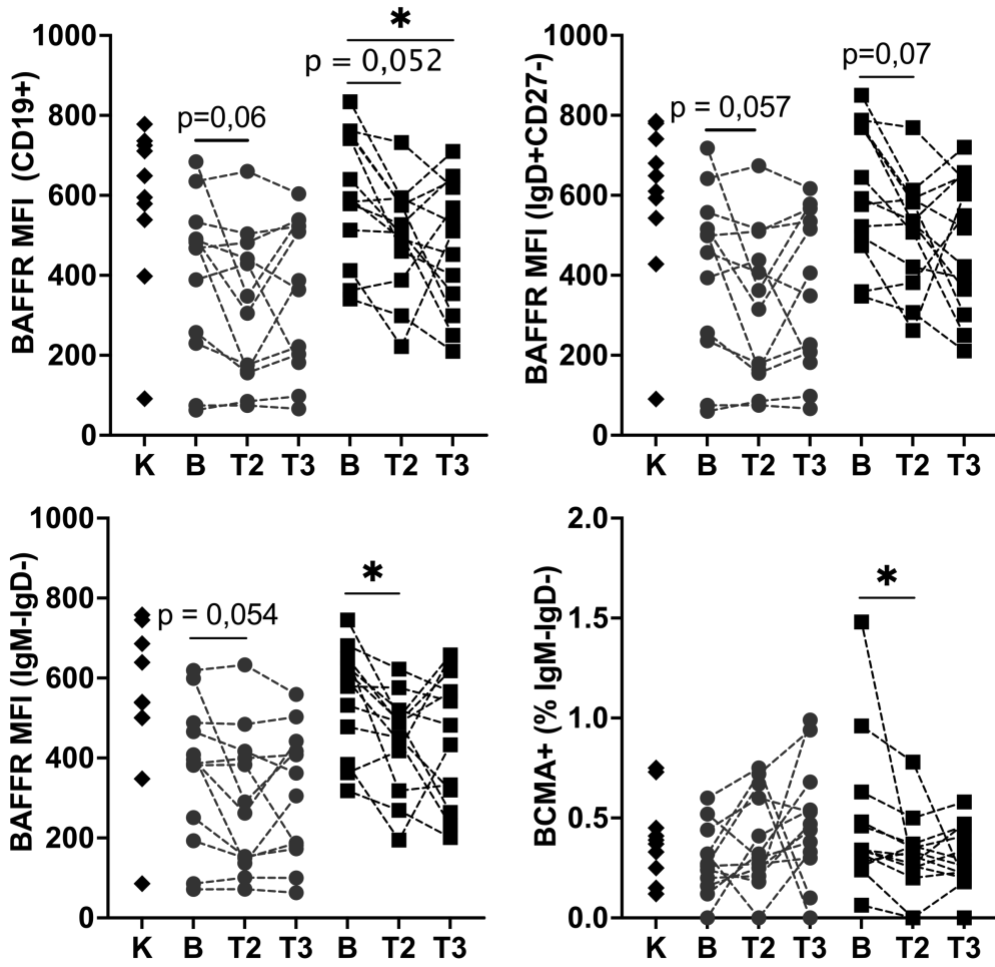 BAFFR MFI (CD19+)
1000
800
600
400
200
0
p=0,06
*
p = 0,052
K B T2 T3 B T2 T3
BAFFR MFI (IgD+CD27-)
1000
800
600
400
200
0
p = 0,057
p=0,07
K B T2 T3 B T2 T3
BAFFR MFI (IgM-IgD-)
1000
800
600
400
200
0
p = 0,054
*
K B T2 T3 B T2 T3
BCMA+ (% IgM-IgD-)
2.0
1.5
1.0
0.5
0.0
*
K B T2 T3 B T2 T3